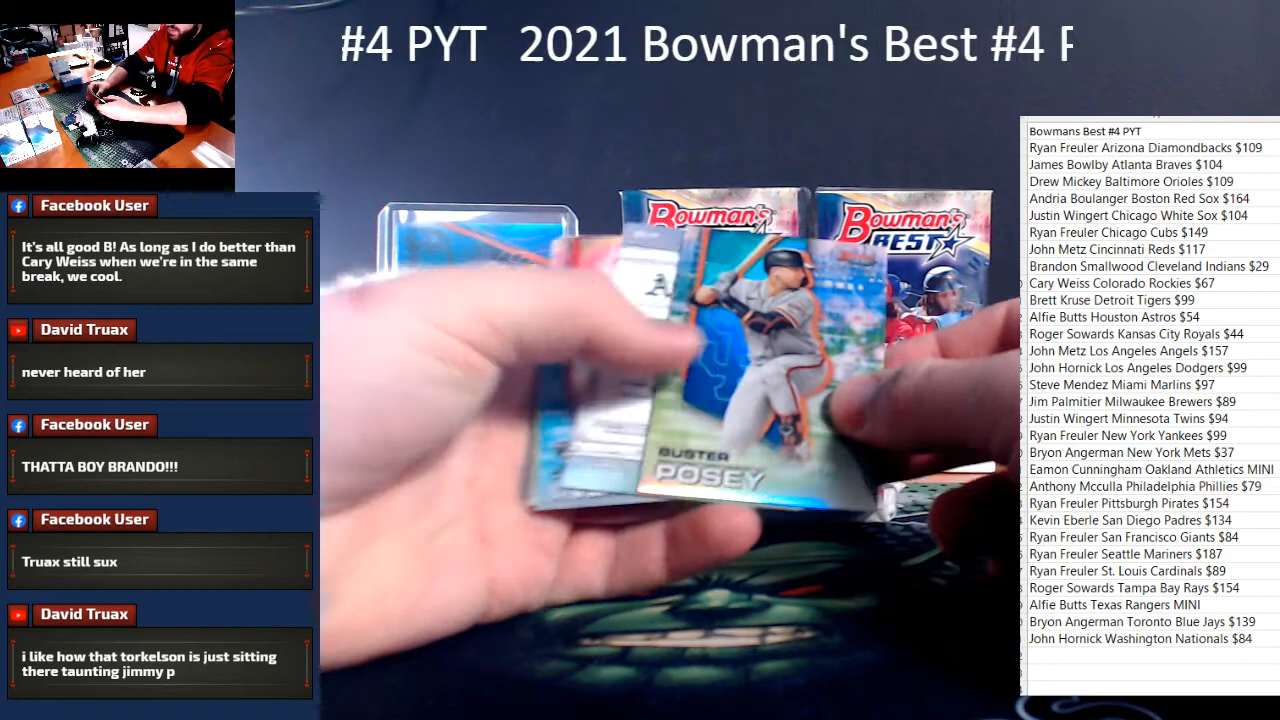 #4 PYT 2021 Bowman's Best #4
Facebook User
It's all good B! As long as I do better than
Cary Weiss when we're in the same
break, we cool.
David Truax
never heard of her
Facebook User
THATTA BOY BRANDO!!!
Facebook User
Truax still sux
David Truax
i like how that torkelson is just sitting
there taunting jimmy p
BOWMAN'S
BOWMAN'S
BEST
A
BUSTER
POSEY
Bowmans Best #4 PYT
Ryan Freuler Arizona Diamondbacks $109
James Bowlby Atlanta Braves $104
Drew Mickey Baltimore Orioles $109
Andria Boulanger Boston Red Sox $164
Justin Wingert Chicago White Sox $104
Ryan Freuler Chicago Cubs $149
John Metz Cincinnati Reds $117
Brandon Smallwood Cleveland Indians $29
Cary Weiss Colorado Rockies $67
Brett Kruse Detroit Tigers $99
Alfie Butts Houston Astros $54
Roger Sowards Kansas City Royals $44
John Metz Los Angeles Angels $157
John Hornick Los Angeles Dodgers $99
Steve Mendez Miami Marlins $97
Jim Palmitier Milwaukee Brewers $89
Justin Wingert Minnesota Twins $94
Ryan Freuler New York Yankees $99
Bryon Angerman New York Mets $37
Eamon Cunningham Oakland Athletics MINI
Anthony Mcculla Philadelphia Phillies $79
Ryan Freuler Pittsburgh Pirates $154
Kevin Eberle San Diego Padres $134
Ryan Freuler San Francisco Giants $84
Ryan Freuler Seattle Mariners $187
Ryan Freuler St. Louis Cardinals $89
Roger Sowards Tampa Bay Rays $154
Alfie Butts Texas Rangers MINI
Bryon Angerman Toronto Blue Jays $139
John Hornick Washington Nationals $84